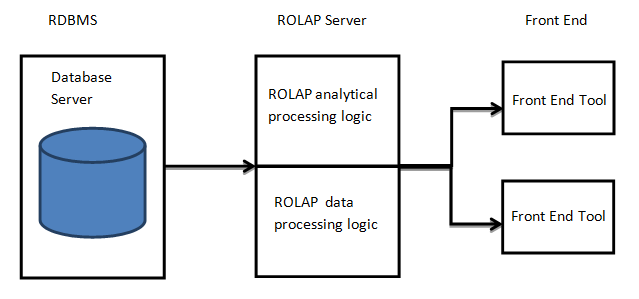 RDBMS
ROLAP Server
Front End
Database
Server
ROLAP analytical
processing logic
ROLAP data
processing logic
Front End Tool
Front End Tool